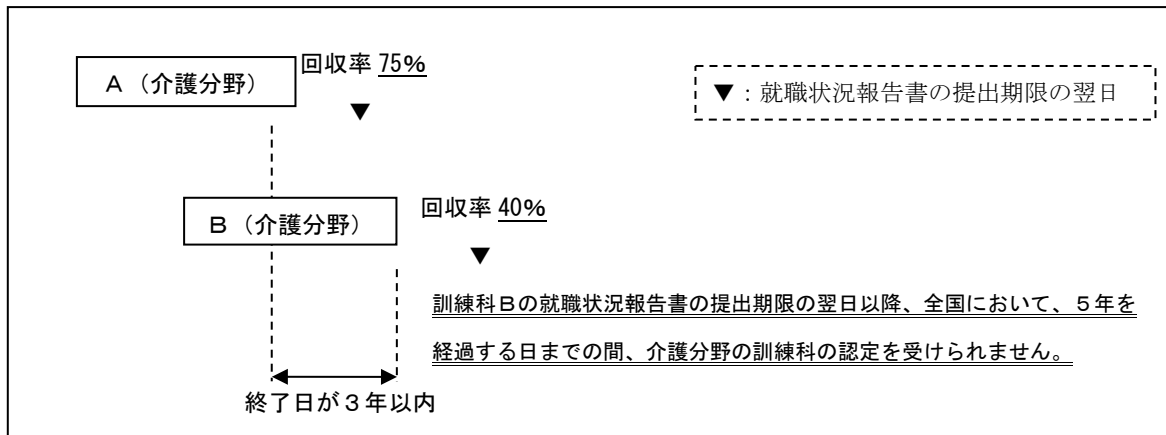 A（介護分野）
回収率 75%
▼
▼：就職状況報告書の提出期限の翌日
B（介護分野）
回収率 40%
▼
訓練科Bの就職状況報告書の提出期限の翌日以降、全国において、５年を
経過する日までの間、介護分野の訓練科の認定を受けられません。
終了日が３年以内